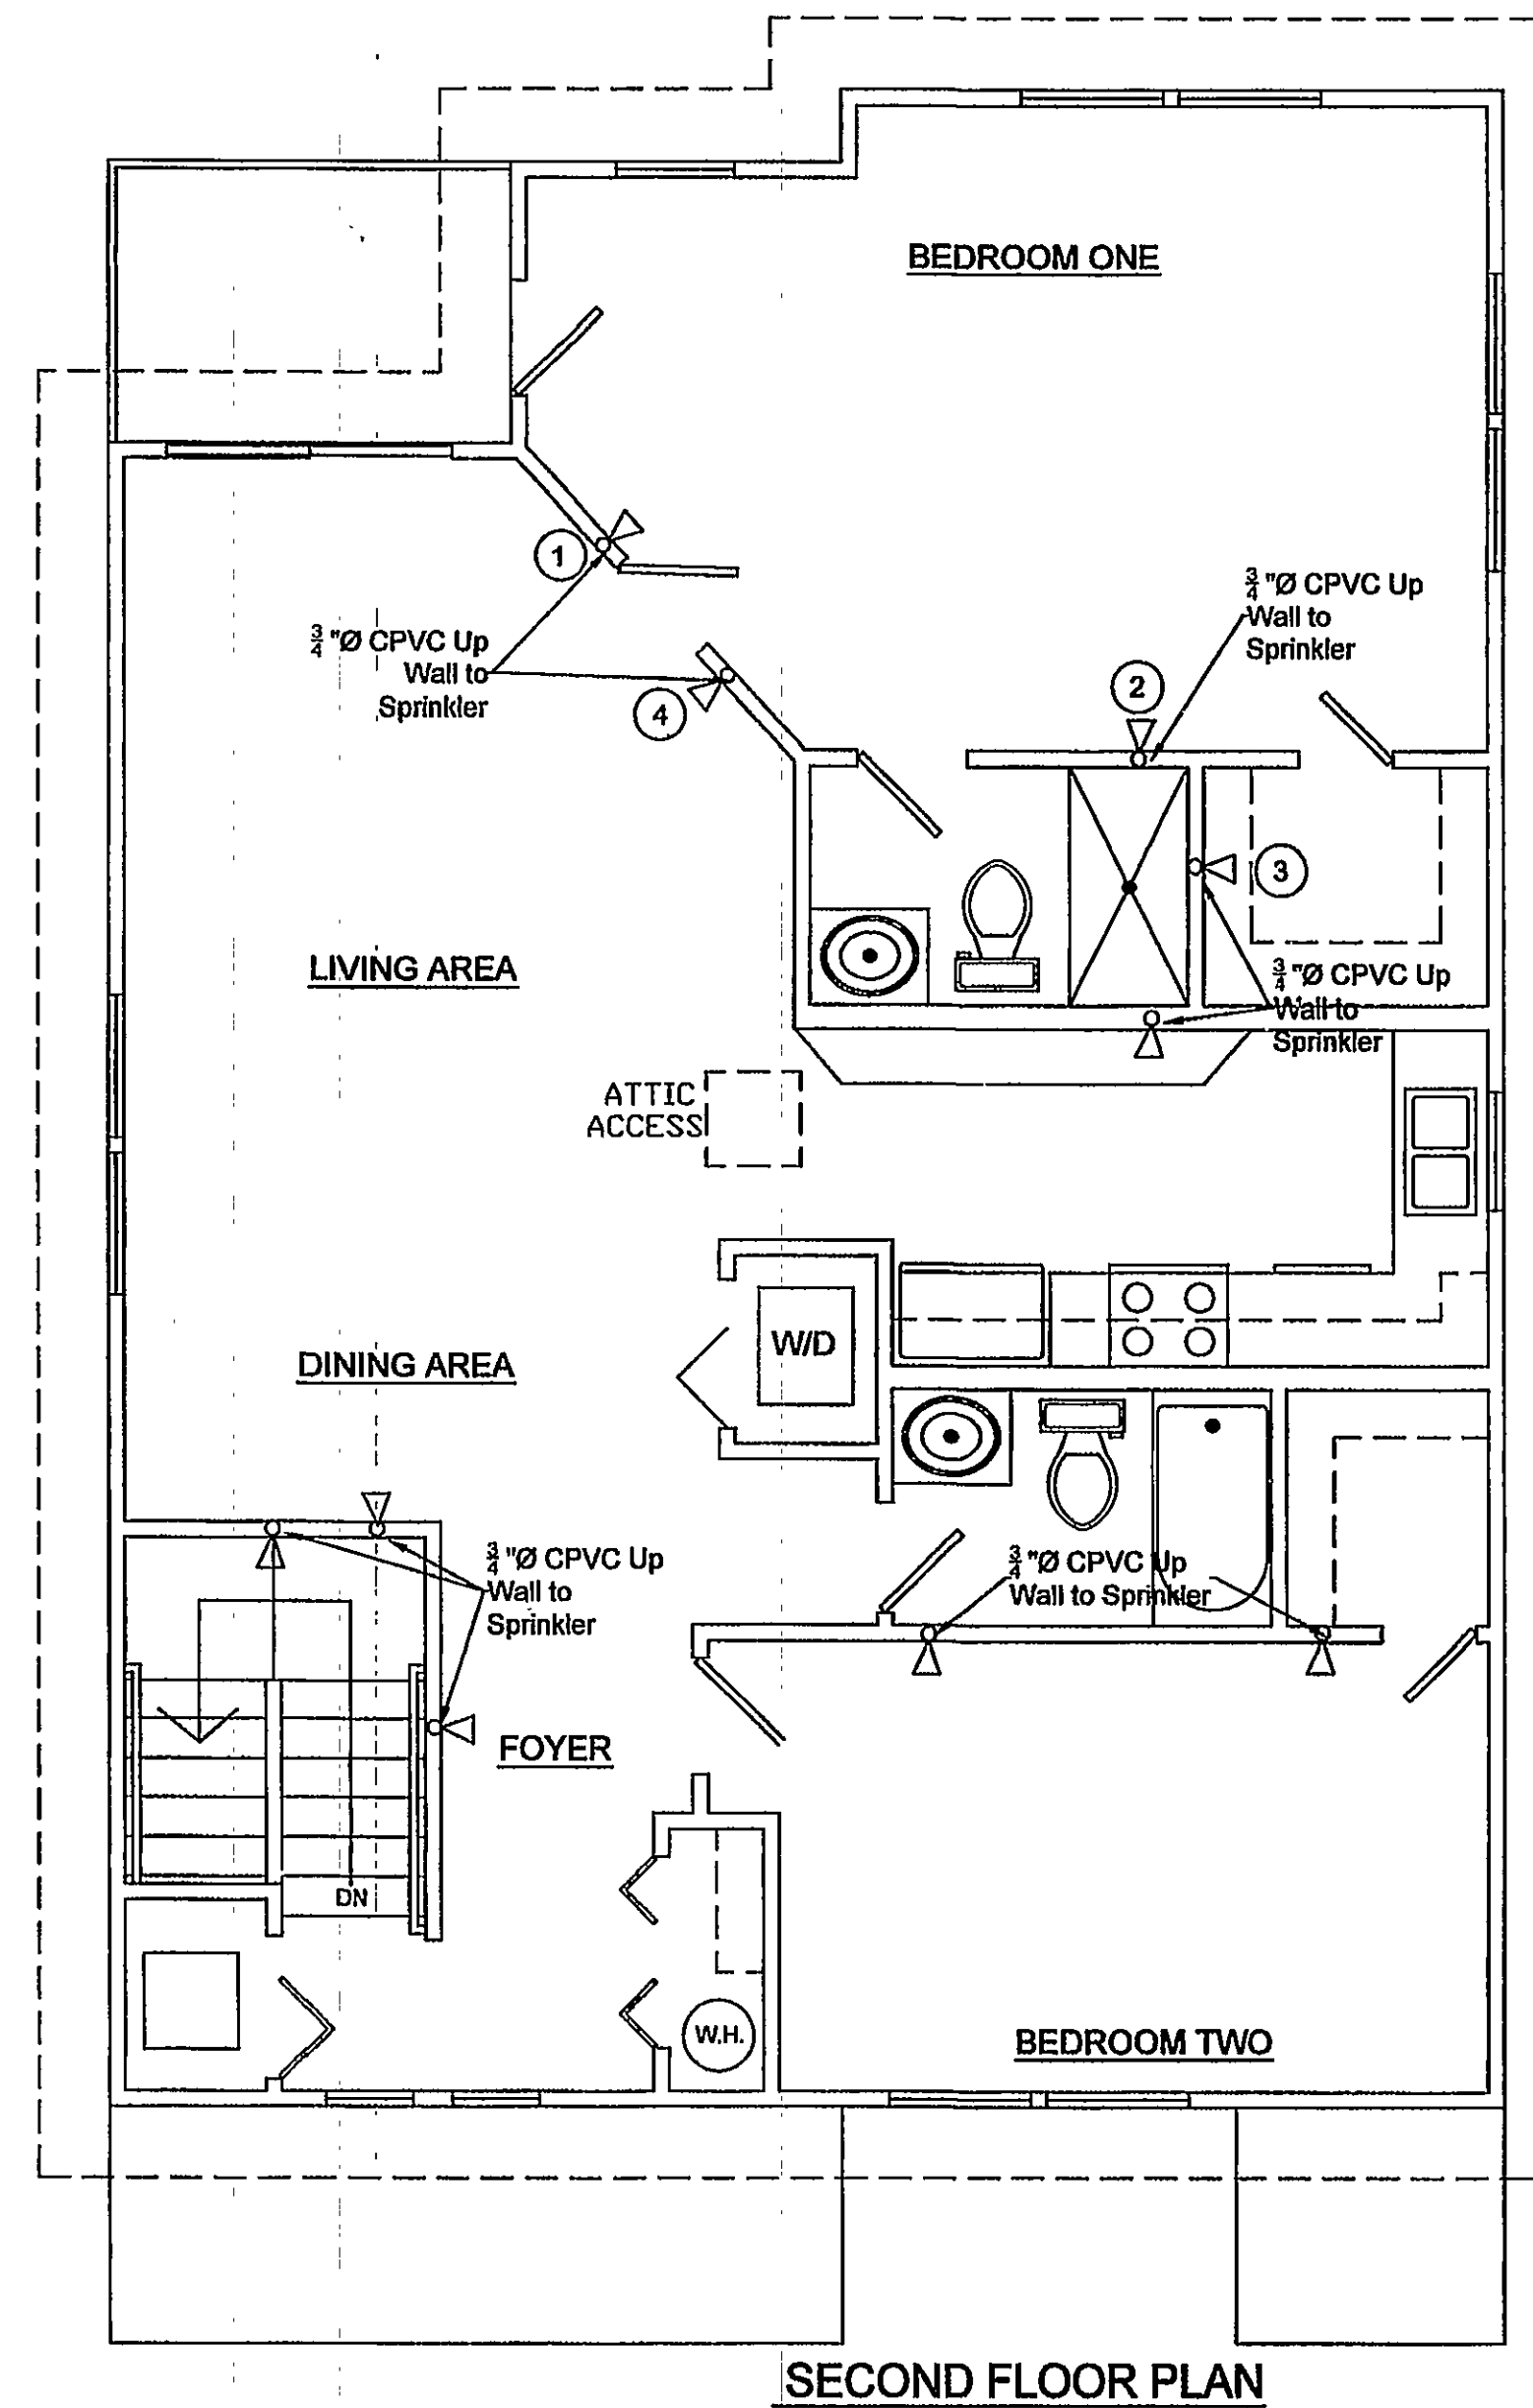 BEDROOM ONE
1
3/4 "Ø CPVC Up
Wall to
Sprinkler
3/4 "Ø CPVC Up
Wall to
Sprinkler
2
4
3
LIVING AREA
3/4 "Ø CPVC Up
Wall to
Sprinkler
ATTIC
ACCESS
W/D
DINING AREA
3/4 "Ø CPVC Up
Wall to
Sprinkler
3/4 "Ø CPVC Up
Wall to Sprinkler
FOYER
DN
W.H.
BEDROOM TWO
SECOND FLOOR PLAN